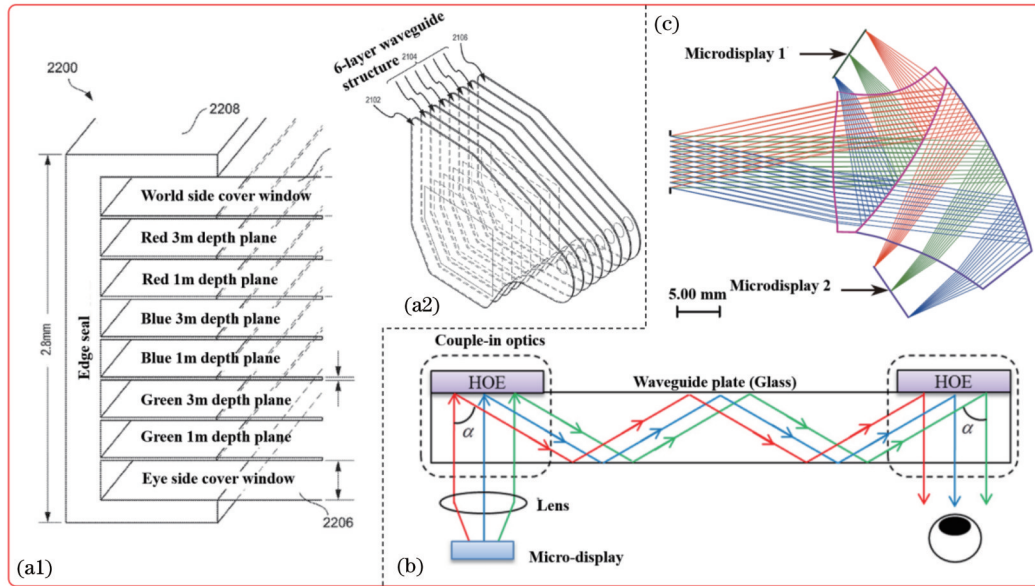 2200
2208
2.8mm
Edge seal
World side cover window
Red 3m depth plane
Red 1m depth plane
Blue 3m depth plane
Blue 1m depth plane
Green 3m depth plane
Green 1m depth plane
Eye side cover window
2206
(a1)
6-layer waveguide
structure
2102
2104
2106
(a2)
(c)
Microdisplay 1
Microdisplay 2
5.00 mm
Couple-in optics
HOE
Waveguide plate (Glass)
HOE
α
α
Lens
Micro-display
(b)